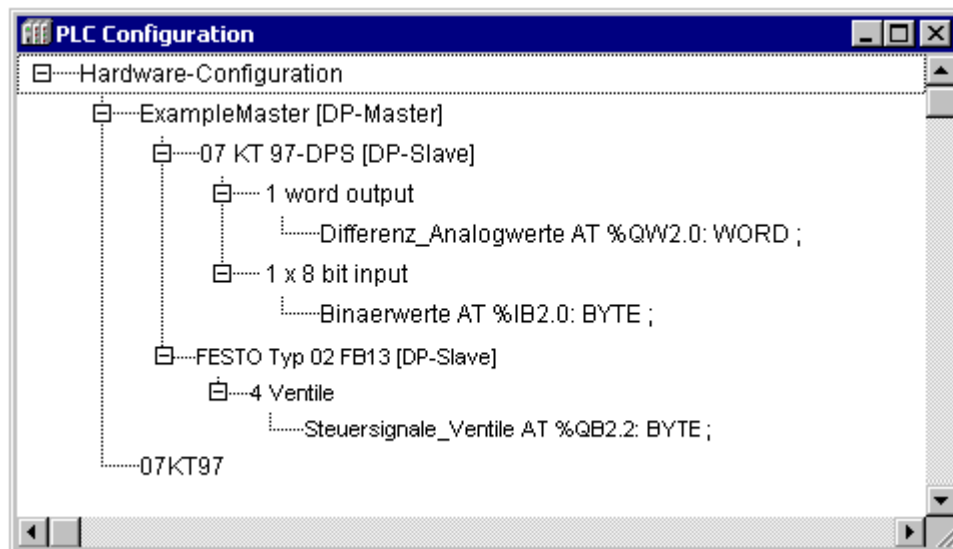 PLC Configuration
Hardware-Configuration
ExampleMaster [DP-Master]
07 KT 97-DPS [DP-Slave]
1 word output
Differenz_Analogwerte AT %QW2.0: WORD ;
1 x 8 bit input
Binaerwerte AT %IB2.0: BYTE ;
FESTO Typ 02 FB13 [DP-Slave]
4 Ventile
Steuersignale_Ventile AT %QB2.2: BYTE ;
07KT97